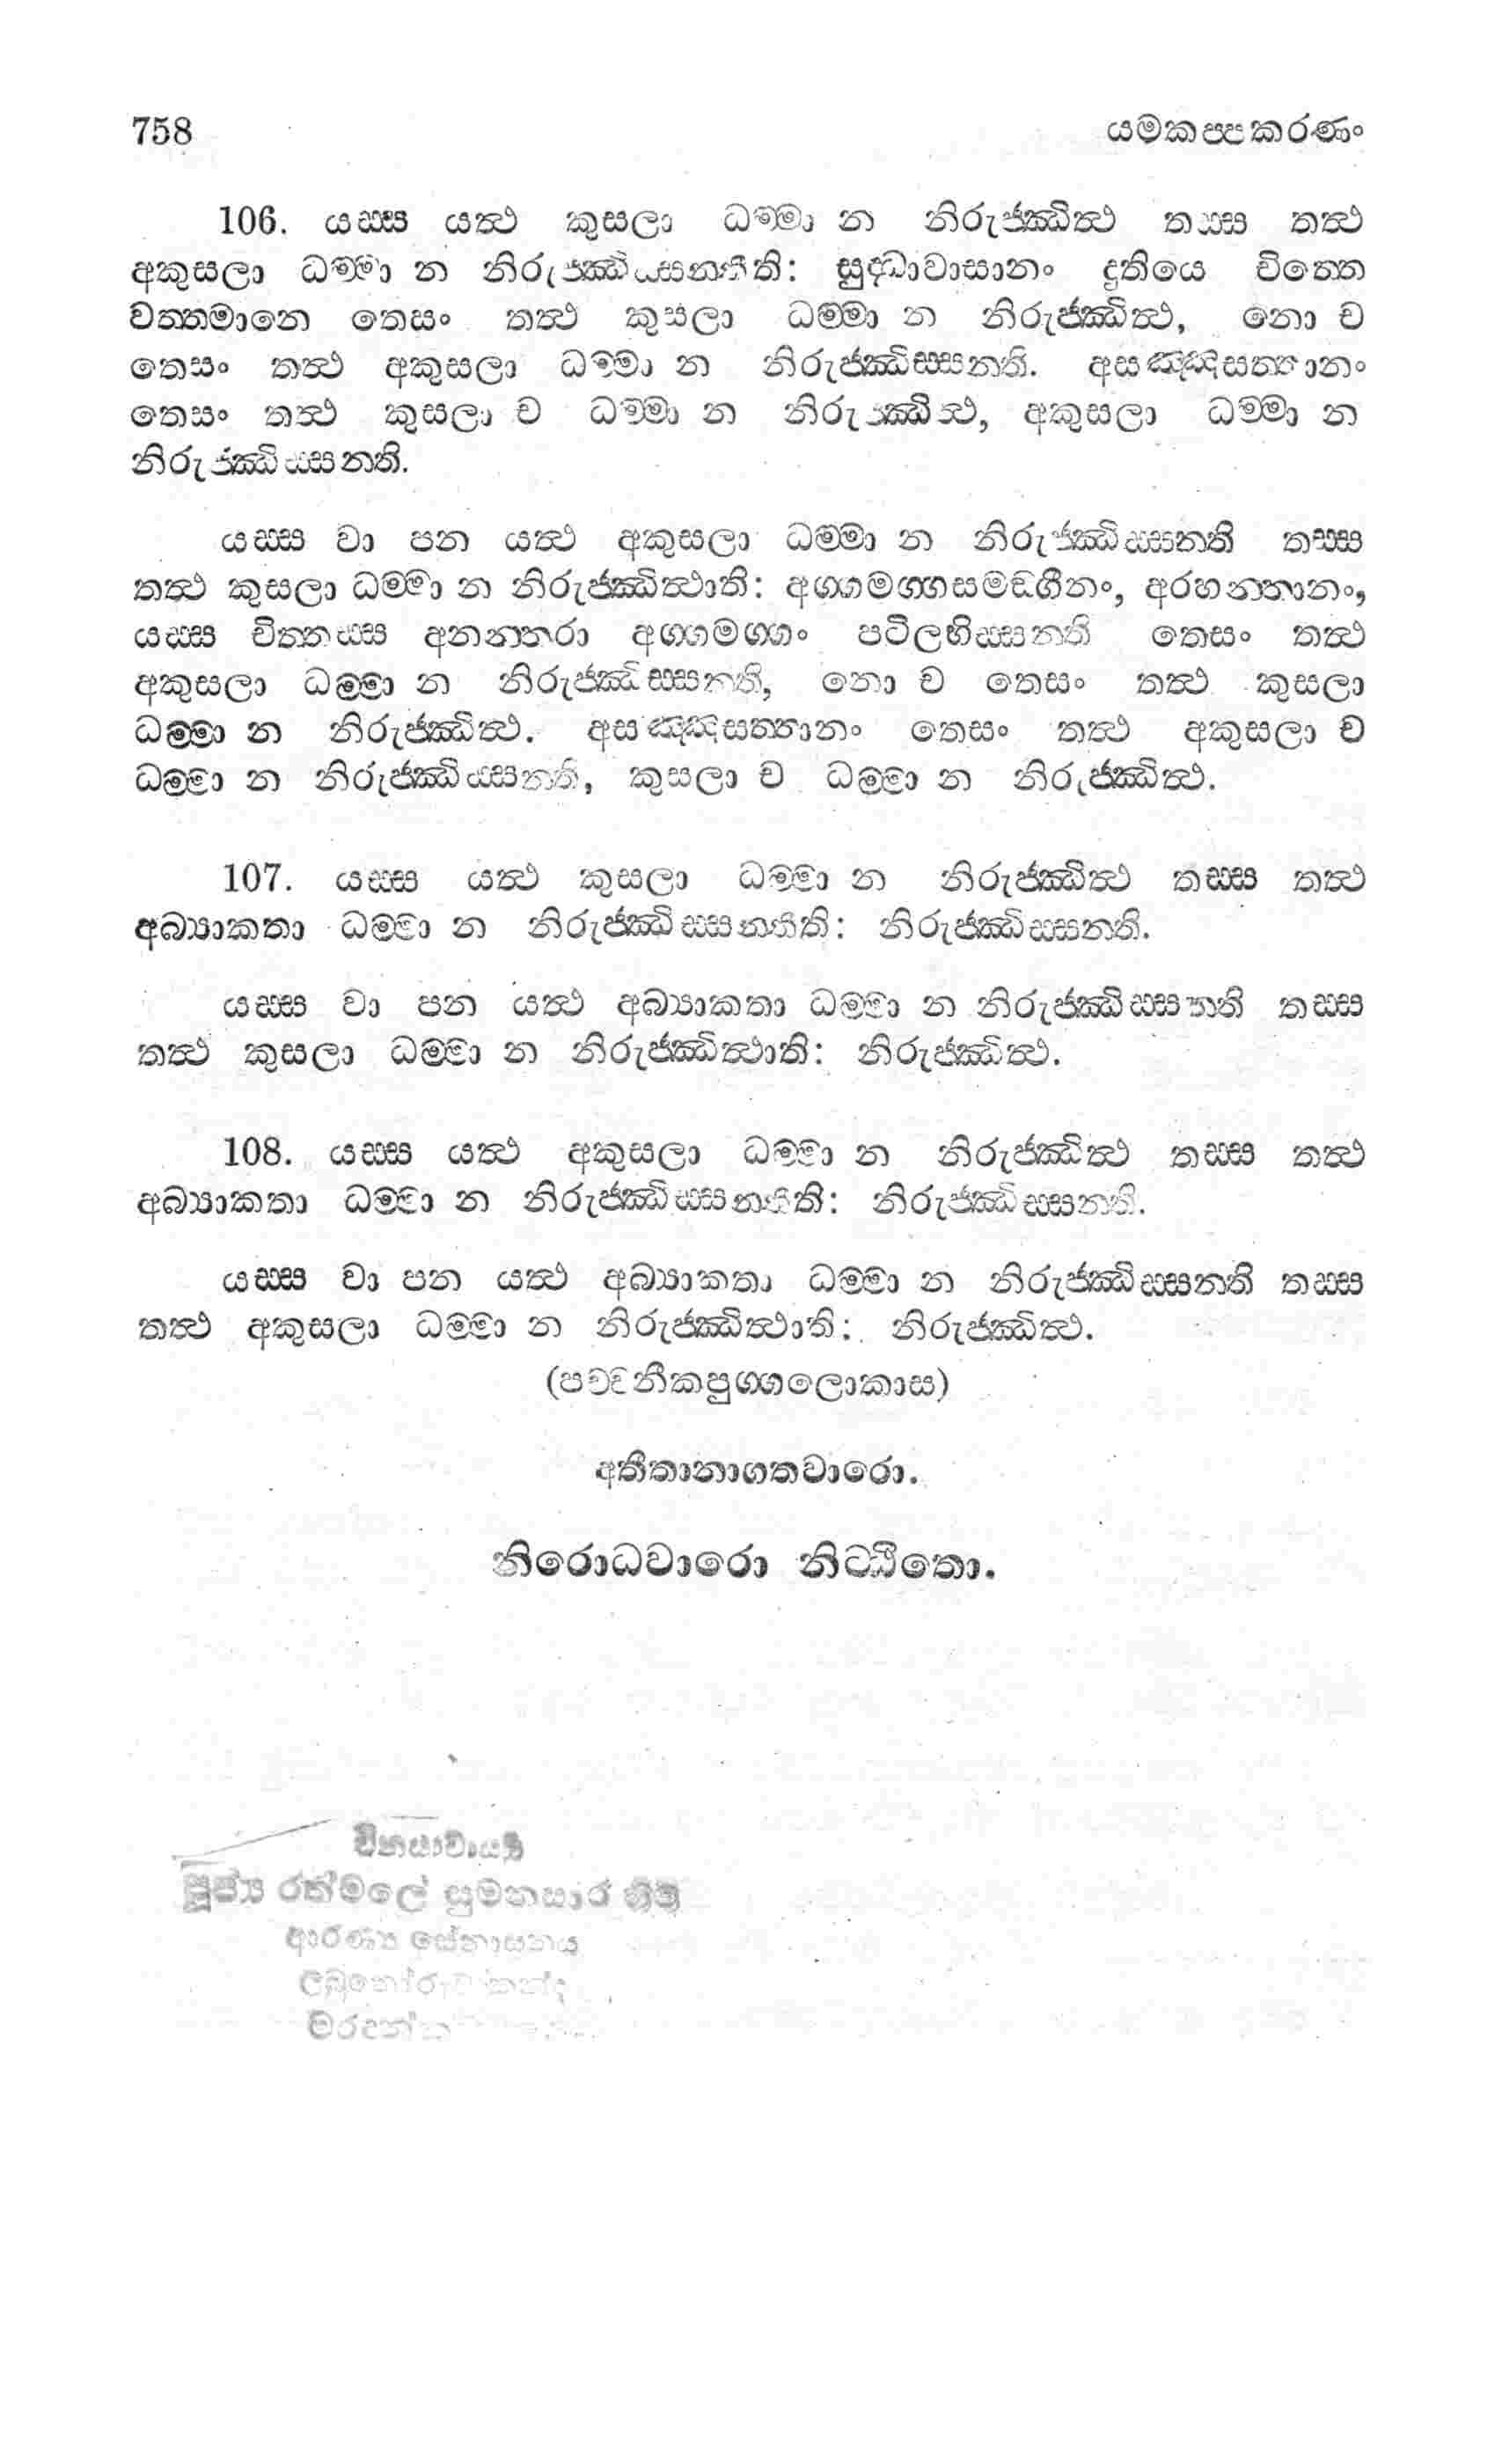 758 යමකප්පකරණං
106. යස්ස යත්ථ කුසලා ධම්මා න නිරුජ්ඣිත්ථ තස්ස තත්ථ
අකුසලා ධම්මා න නිරුජ්ඣිස්සන්තීති: සුද්ධාවාසානං දුතියෙ චිත්තෙ
වත්තමානෙ තෙසං තත්ථ කුසලා ධම්මා න නිරුජ්ඣිත්ථ, නො ච
තෙසං තත්ථ අකුසලා ධම්මා න නිරුජ්ඣිස්සන්ති. අසඤ්ඤසත්තානං
තෙසං තත්ථ කුසලා ච ධම්මා න නිරුජ්ඣිත්ථ, අකුසලා ධම්මා න
නිරුජ්ඣිස්සන්ති.
යස්ස වා පන යත්ථ අකුසලා ධම්මා න නිරුජ්ඣිස්සන්ති තස්ස
තත්ථ කුසලා ධම්මා න නිරුජ්ඣිත්ථාති: අග්ගමග්ගසමඞ්ගීනං, අරහන්තානං,
යස්ස චිත්තස්ස අනන්තරා අග්ගමග්ගං පටිලභිස්සන්ති තෙසං තත්ථ
අකුසලා ධම්මා න නිරුජ්ඣිස්සන්ති, නො ච තෙසං තත්ථ කුසලා
ධම්මා න නිරුජ්ඣිත්ථ. අසඤ්ඤසත්තානං තෙසං තත්ථ අකුසලා ච
ධම්මා න නිරුජ්ඣිස්සන්ති, කුසලා ච ධම්මා න නිරුජ්ඣිත්ථ.
107. යස්ස යත්ථ කුසලා ධම්මා න නිරුජ්ඣිත්ථ තස්ස තත්ථ
අබ්‍යාකතා ධම්මා න නිරුජ්ඣිස්සන්තීති: නිරුජ්ඣිස්සන්ති.
යස්ස වා පන යත්ථ අබ්‍යාකතා ධම්මා න නිරුජ්ඣිස්සන්ති තස්ස
තත්ථ කුසලා ධම්මා න නිරුජ්ඣිත්ථාති: නිරුජ්ඣිත්ථ.
108. යස්ස යත්ථ අකුසලා ධම්මා න නිරුජ්ඣිත්ථ තස්ස තත්ථ
අබ්‍යාකතා ධම්මා න නිරුජ්ඣිස්සන්තීති: නිරුජ්ඣිස්සන්ති.
යස්ස වා පන යත්ථ අබ්‍යාකතා ධම්මා න නිරුජ්ඣිස්සන්ති තස්ස
තත්ථ අකුසලා ධම්මා න නිරුජ්ඣිත්ථාති: නිරුජ්ඣිත්ථ.
(පච්චනීකපුග්ගලොකාස)
අතීතානාගතවාරො.
නිරොධවාරො නිට්ඨිතො.
විනයාචාර්‍ය්‍ය
පූජ්‍ය රත්මලේ සුමනසාර හිමි
ආරණ්‍ය සේනාසනය